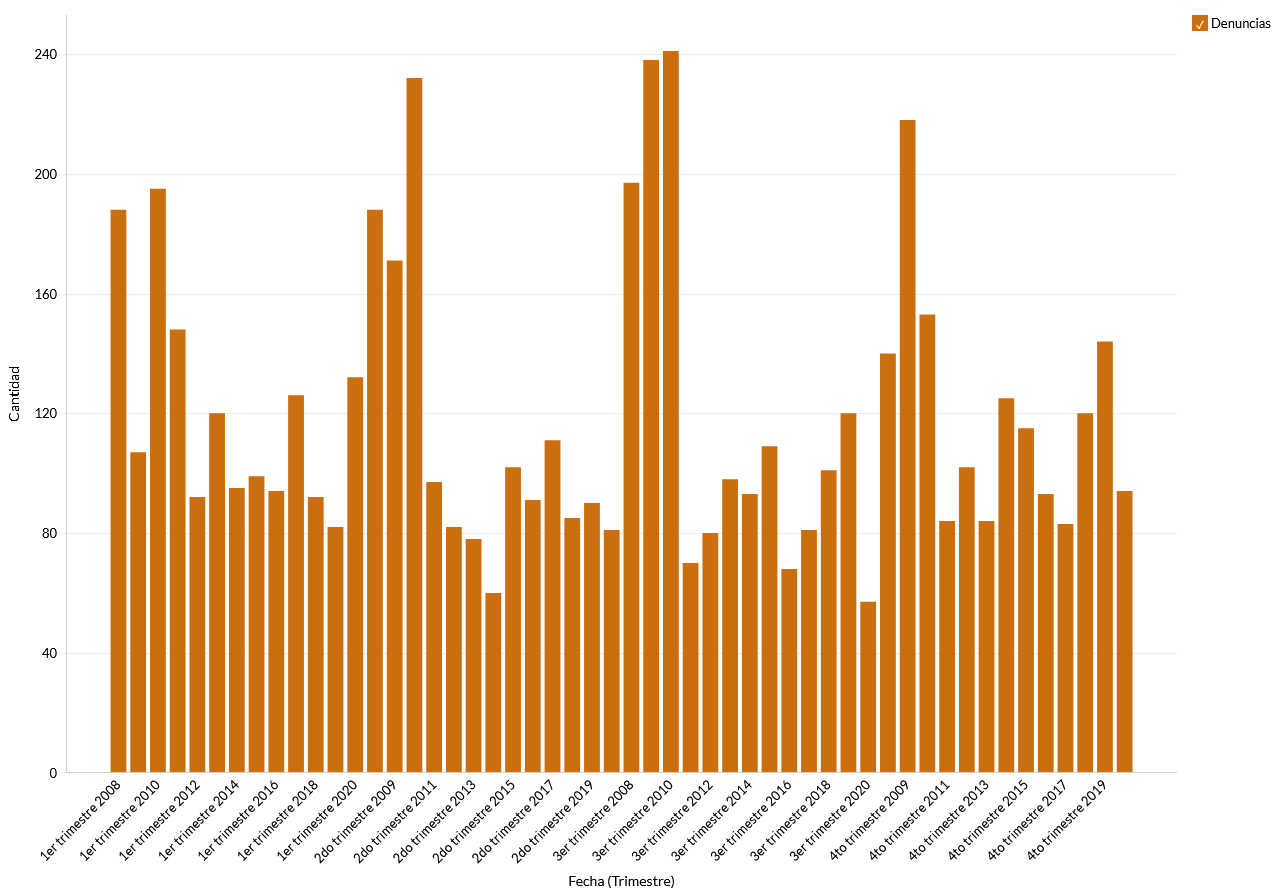 Denuncias
240
200
160
120
80
40
0
Cantidad
1er trimestre 2008
1er trimestre 2010
1er trimestre 2012
1er trimestre 2014
1er trimestre 2016
1er trimestre 2018
1er trimestre 2020
2do trimestre 2009
2do trimestre 2011
2do trimestre 2013
2do trimestre 2015
2do trimestre 2017
2do trimestre 2019
3er trimestre 2008
3er trimestre 2010
3er trimestre 2012
3er trimestre 2014
3er trimestre 2016
3er trimestre 2018
3er trimestre 2020
4to trimestre 2009
4to trimestre 2011
4to trimestre 2013
4to trimestre 2015
4to trimestre 2017
4to trimestre 2019
Fecha (Trimestre)